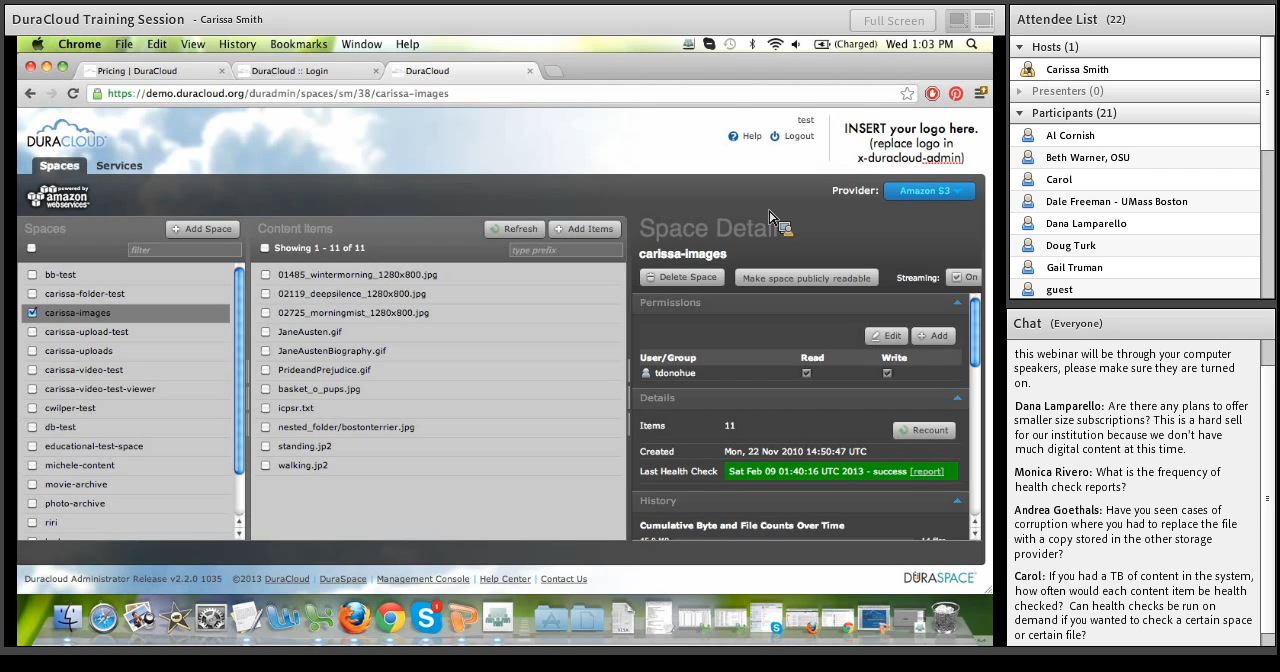 DuraCloud Training Session - Carissa Smith
Full Screen
Chrome File Edit View History Bookmarks Window Help
(Charged) Wed 1:03 PM
Pricing | DuraCloud
DuraCloud :: Login
DuraCloud
https://demo.duracloud.org/duradmin/spaces/sm/38/carissa-images
DURACLOUD
test
Help Logout
INSERT your logo here.
(replace logo in
x-duracloud-admin)
Spaces Services
powered by
amazon
webservices
Provider: Amazon S3
Spaces
Add Space
filter
bb-test
carissa-folder-test
carissa-images
carissa-upload-test
carissa-uploads
carissa-video-test
carissa-video-test-viewer
cwilper-test
db-test
educational-test-space
michele-content
movie-archive
photo-archive
riri
Content Items
Refresh
Add Items
Showing 1 - 11 of 11
type prefix
01485_wintermorning_1280x800.jpg
02119_deepsilence_1280x800.jpg
02725_morningmist_1280x800.jpg
JaneAusten.gif
JaneAustenBiography.gif
PrideandPrejudice.gif
basket_o_pups.jpg
icpsr.txt
nested_folder/bostonterrier.jpg
standing.jp2
walking.jp2
Space Detail
carissa-images
Delete Space
Make space publicly readable
Streaming: On
Permissions
Edit
Add
User/Group Read Write
tdonohue
Details
Items 11
Recount
Created Mon, 22 Nov 2010 14:50:47 UTC
Last Health Check Sat Feb 09 01:40:16 UTC 2013 - success [report]
History
Cumulative Byte and File Counts Over Time
Duracloud Administrator Release v2.2.0 1035 ©2013 DuraCloud | DuraSpace | Management Console | Help Center | Contact Us
DURASPACE
Attendee List (22)
Hosts (1)
Carissa Smith
Presenters (0)
Participants (21)
Al Cornish
Beth Warner, OSU
Carol
Dale Freeman - UMass Boston
Dana Lamparello
Doug Turk
Gail Truman
guest
Chat (Everyone)
this webinar will be through your computer
speakers, please make sure they are turned
on.
Dana Lamparello: Are there any plans to offer
smaller size subscriptions? This is a hard sell
for our institution because we don't have
much digital content at this time.
Monica Rivero: What is the frequency of
health check reports?
Andrea Goethals: Have you seen cases of
corruption where you had to replace the file
with a copy stored in the other storage
provider?
Carol: If you had a TB of content in the system,
how often would each content item be health
checked? Can health checks be run on
demand if you wanted to check a certain space
or certain file?